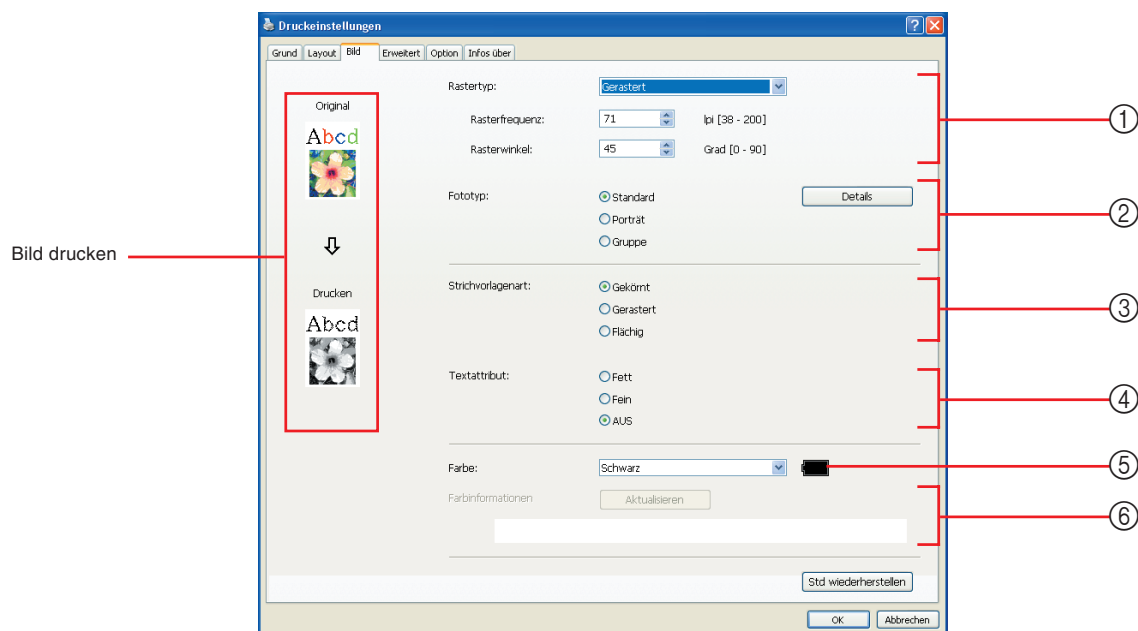 Druckeinstellungen
Grund Layout Bild Erweitert Option Infos über
Original
Abcd
Drucken
Abcd
Bild drucken
Rastertyp: Gerastert
Rasterfrequenz: 71 lpi [38 - 200]
Rasterwinkel: 45 Grad [0 - 90]
①
Fototyp: Standard Details
Porträt
Gruppe
②
Strichvorlagenart: Gekörnt
Gerastert
Flächig
③
Textattribut: Fett
Fein
AUS
④
Farbe: Schwarz
⑤
Farbinformationen Aktualisieren
⑥
Std wiederherstellen
OK Abbrechen